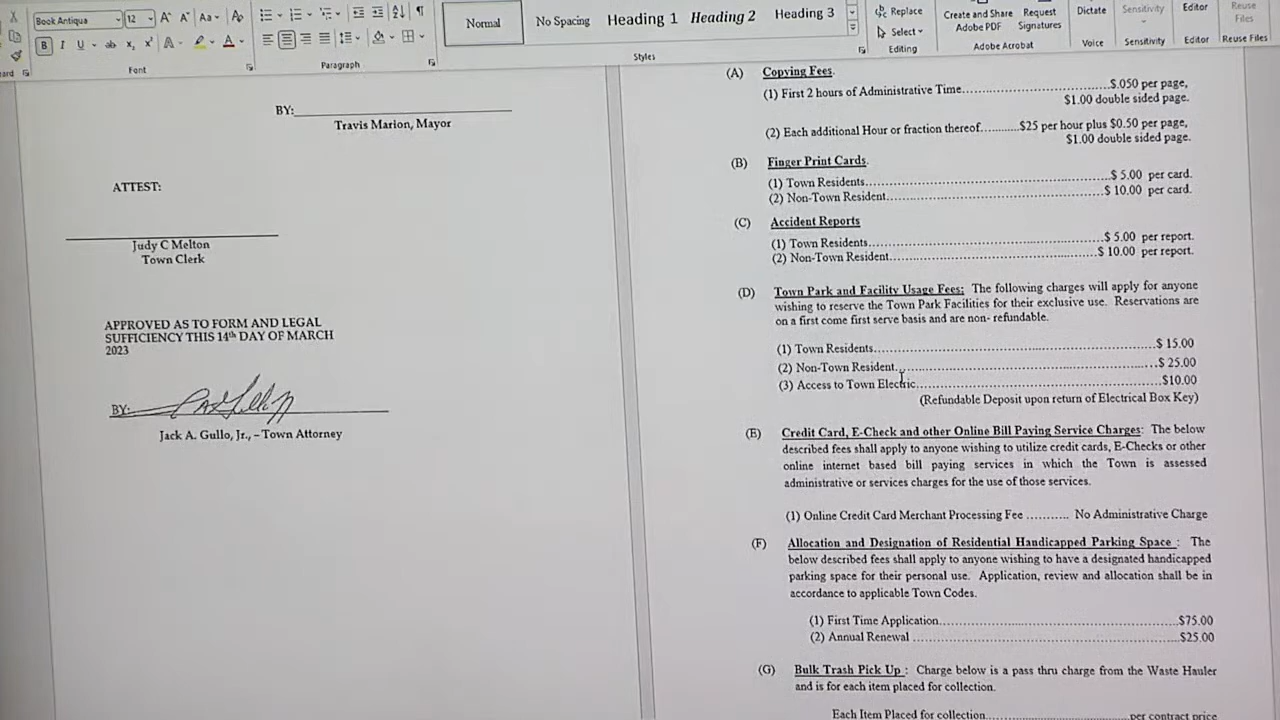 Book Antiqua
12
Aa
B I U ab x₂ x² A A
Font
Paragraph
Normal
No Spacing
Heading 1
Heading 2
Heading 3
Styles
Replace
Select
Editing
Create and Share
Adobe PDF
Request
Signatures
Adobe Acrobat
Dictate
Voice
Sensitivity
Sensitivity
Editor
Editor
Reuse
Files
Reuse Files
BY:
Travis Marion, Mayor
ATTEST:
Judy C Melton
Town Clerk
APPROVED AS TO FORM AND LEGAL
SUFFICIENCY THIS 14th DAY OF MARCH
2023
BY:
Jack A. Gullo, Jr., – Town Attorney
(A) Copying Fees.
(1) First 2 hours of Administrative Time..........$.050 per page,
$1.00 double sided page.
(2) Each additional Hour or fraction thereof..........$25 per hour plus $0.50 per page,
$1.00 double sided page.
(B) Finger Print Cards.
(1) Town Residents..........$ 5.00 per card.
(2) Non-Town Resident..........$ 10.00 per card.
(C) Accident Reports
(1) Town Residents..........$ 5.00 per report.
(2) Non-Town Resident..........$ 10.00 per report.
(D) Town Park and Facility Usage Fees: The following charges will apply for anyone
wishing to reserve the Town Park Facilities for their exclusive use. Reservations are
on a first come first serve basis and are non- refundable.
(1) Town Residents..........$ 15.00
(2) Non-Town Resident..........$ 25.00
(3) Access to Town Electric..........$10.00
(Refundable Deposit upon return of Electrical Box Key)
(E) Credit Card, E-Check and other Online Bill Paying Service Charges: The below
described fees shall apply to anyone wishing to utilize credit cards, E-Checks or other
online internet based bill paying services in which the Town is assessed
administrative or services charges for the use of those services.
(1) Online Credit Card Merchant Processing Fee ........... No Administrative Charge
(F) Allocation and Designation of Residential Handicapped Parking Space : The
below described fees shall apply to anyone wishing to have a designated handicapped
parking space for their personal use. Application, review and allocation shall be in
accordance to applicable Town Codes.
(1) First Time Application..........$75.00
(2) Annual Renewal ..........$25.00
(G) Bulk Trash Pick Up : Charge below is a pass thru charge from the Waste Hauler
and is for each item placed for collection.
Each Item Placed for collection..........per contract price